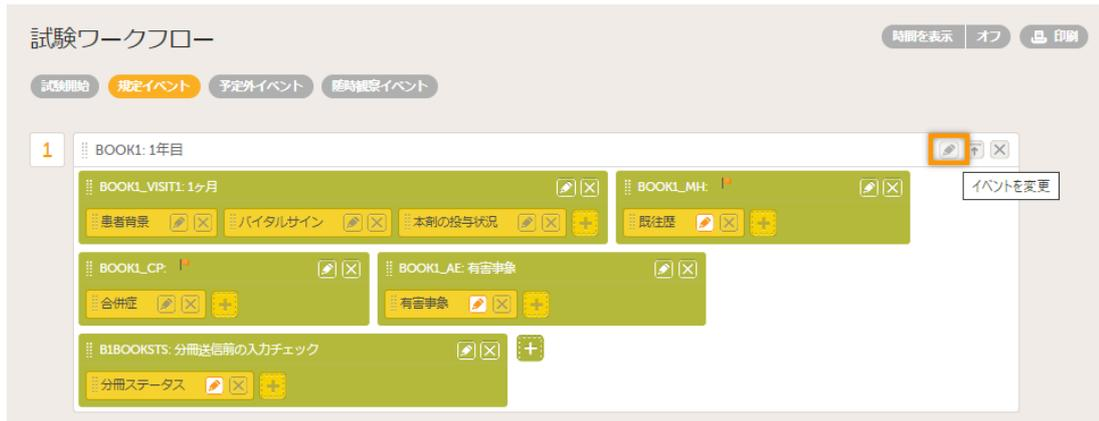 試験ワークフロー
時間を表示 オフ 印刷
試験開始 規定イベント 予定外イベント 随時観察イベント
1 BOOK1: 1年目
イベントを変更
BOOK1_VISIT1: 1ヶ月 BOOK1_MH:
患者背景 バイタルサイン 本剤の投与状況 既往歴
BOOK1_CP: BOOK1_AE: 有害事象
合併症 有害事象
B1BOOKSTS: 分冊送信前の入力チェック
分冊ステータス